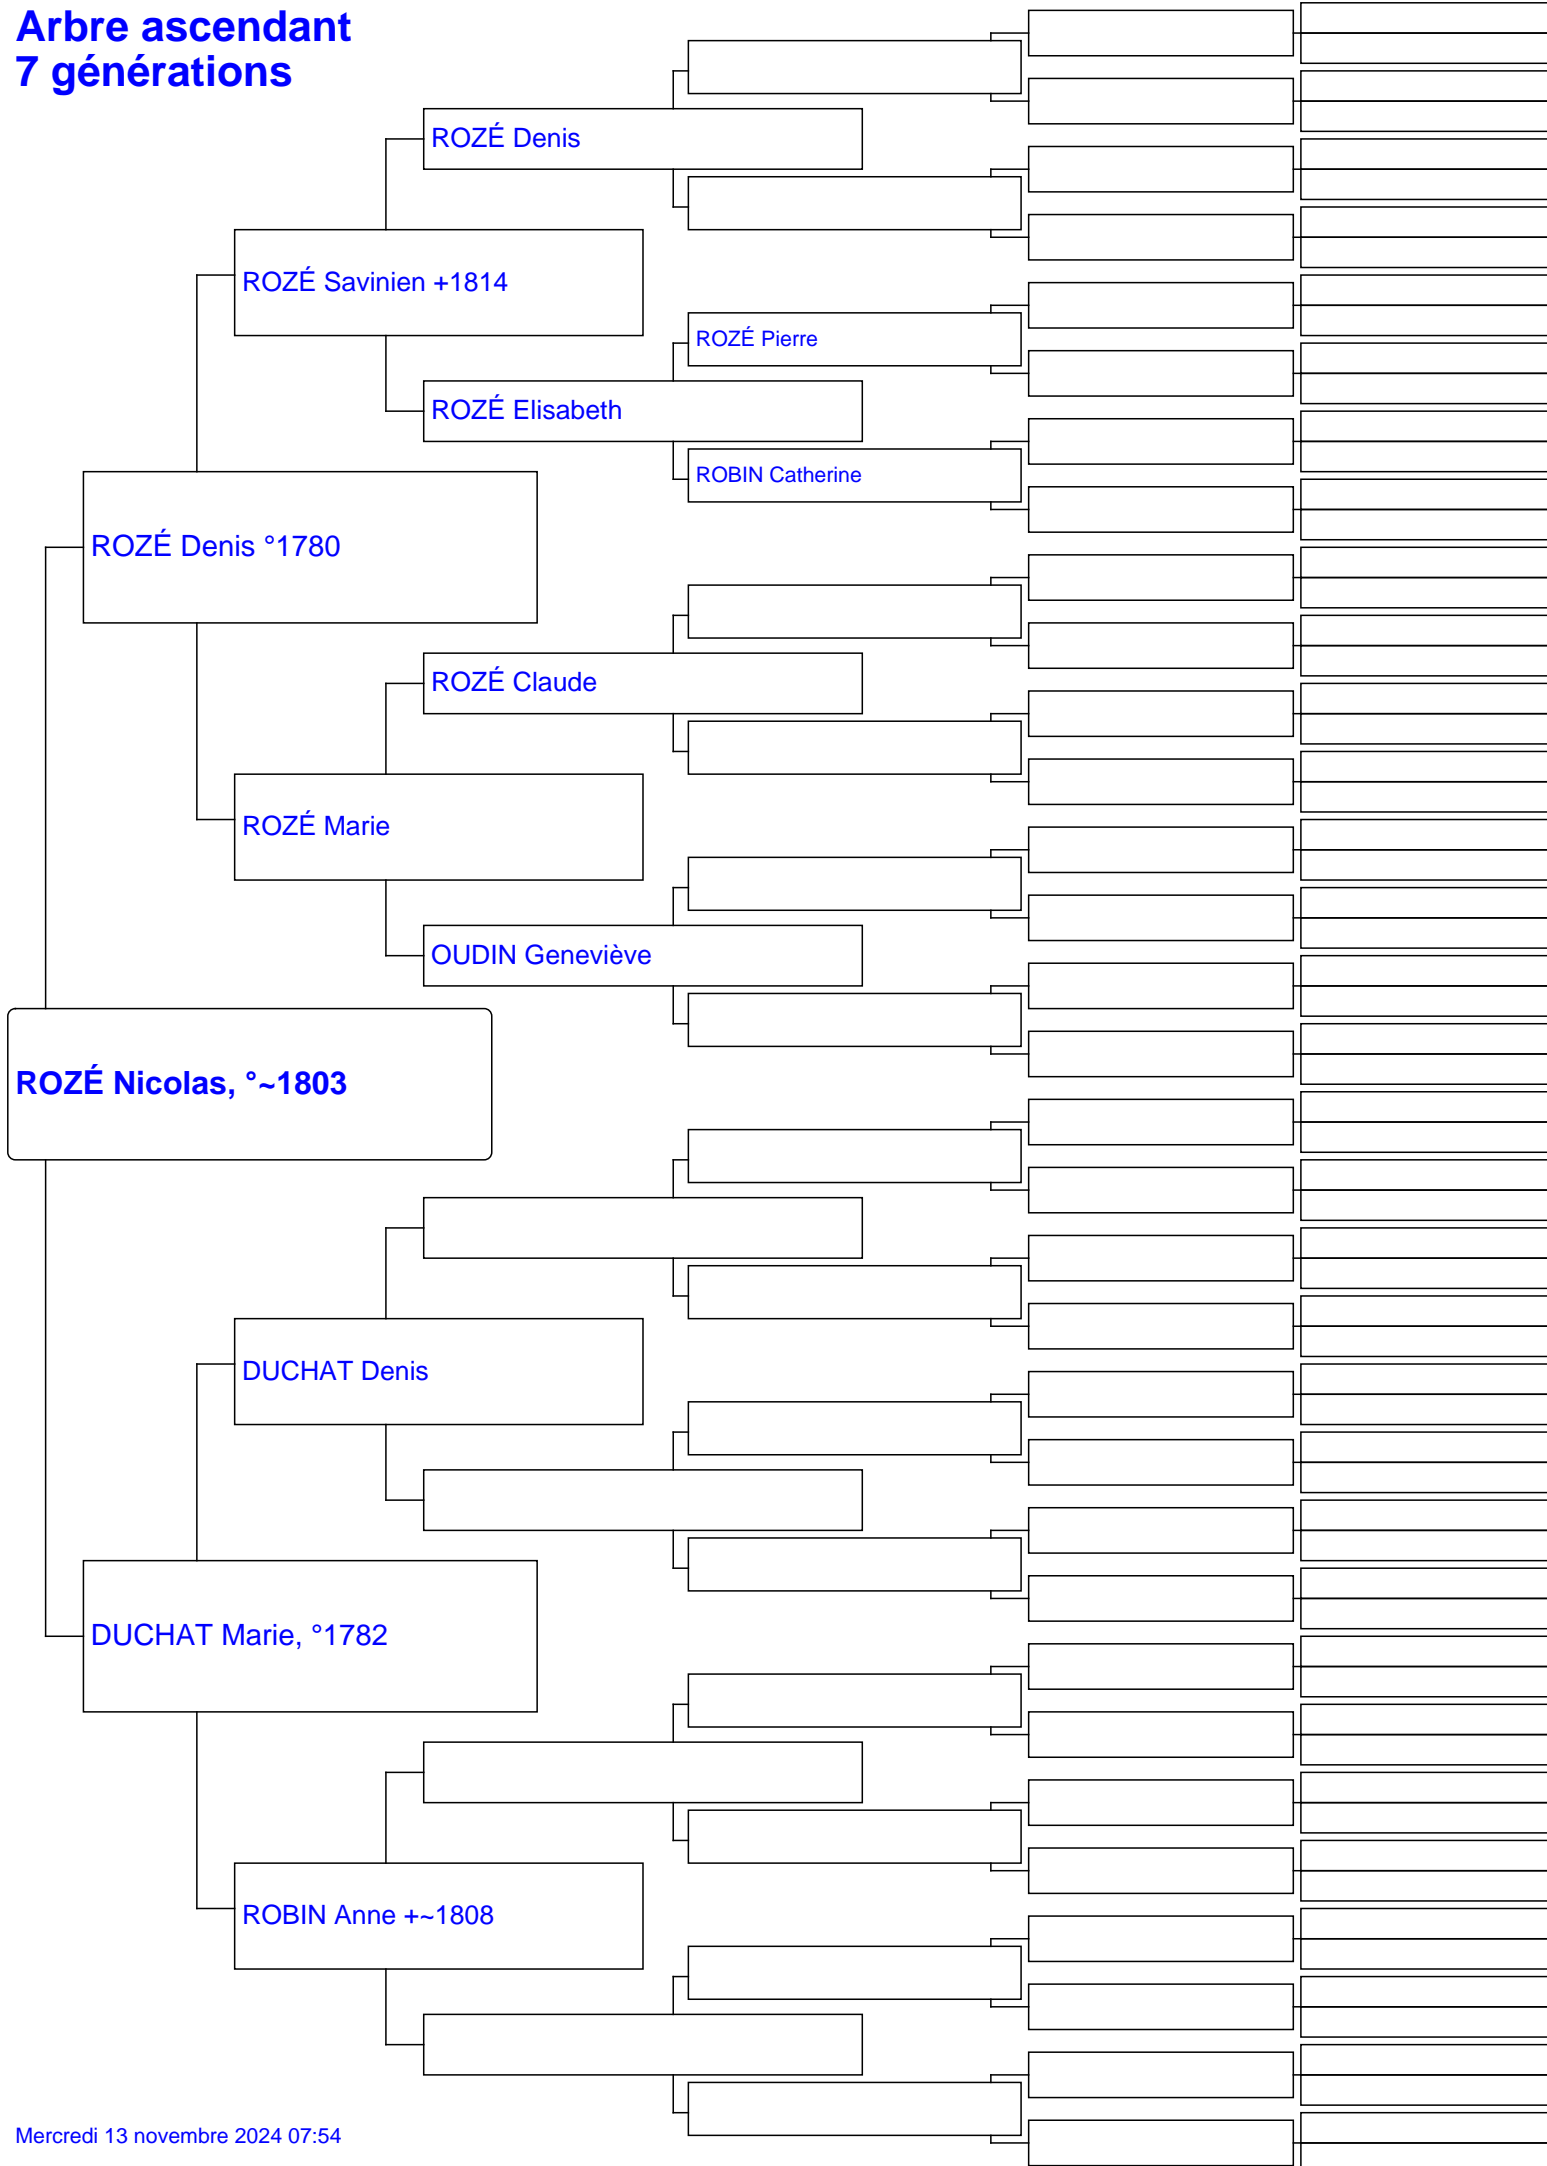 Arbre ascendant
7 générations
ROZÉ Denis
ROZÉ Savinien +1814
ROZÉ Pierre
ROZÉ Elisabeth
ROBIN Catherine
ROZÉ Denis °1780
ROZÉ Claude
ROZÉ Marie
OUDIN Geneviève
ROZÉ Nicolas, °~1803
DUCHAT Denis
DUCHAT Marie, °1782
ROBIN Anne +~1808
Mercredi 13 novembre 2024 07:54